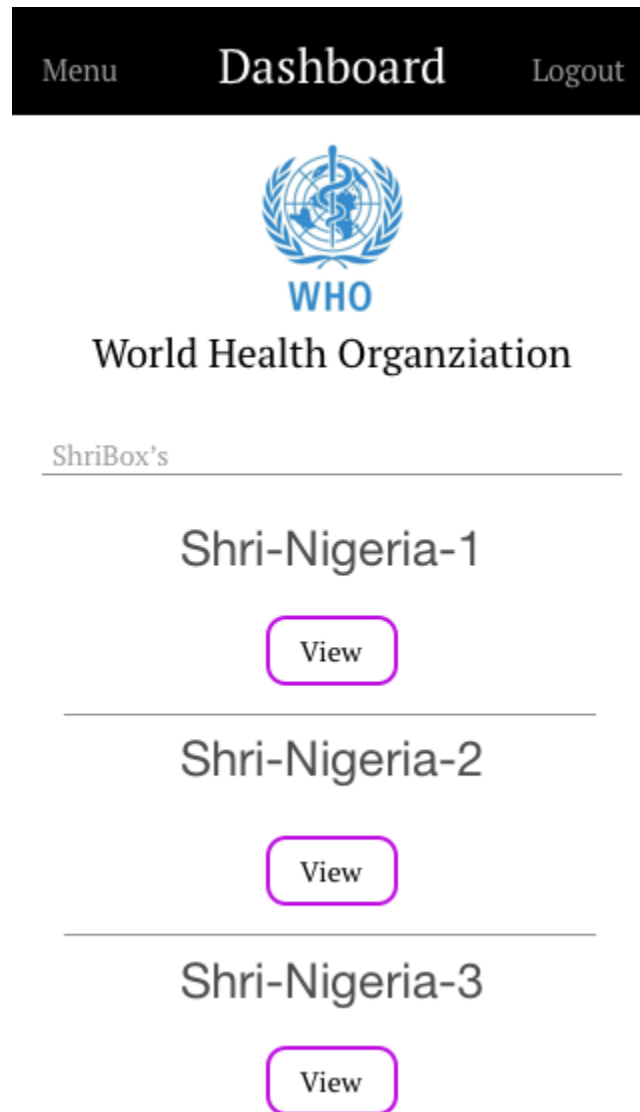 Menu Dashboard Logout
WHO
World Health Organziation
ShriBox’s
Shri-Nigeria-1
View
Shri-Nigeria-2
View
Shri-Nigeria-3
View